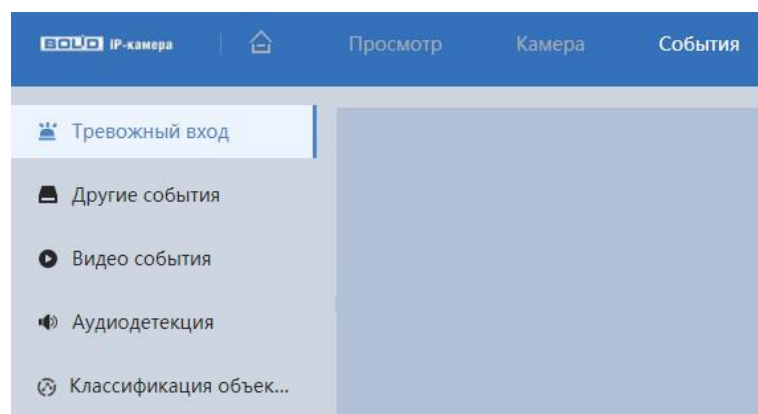 BOLID IP-камера Просмотр Камера События
Тревожный вход
Другие события
Видео события
Аудиодетекция
Классификация объек...